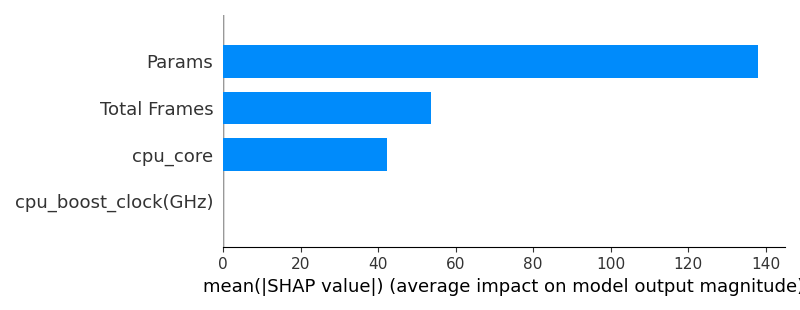 Params
Total Frames
cpu_core
cpu_boost_clock(GHz)
0 20 40 60 80 100 120 140
mean(|SHAP value|) (average impact on model output magnitude)